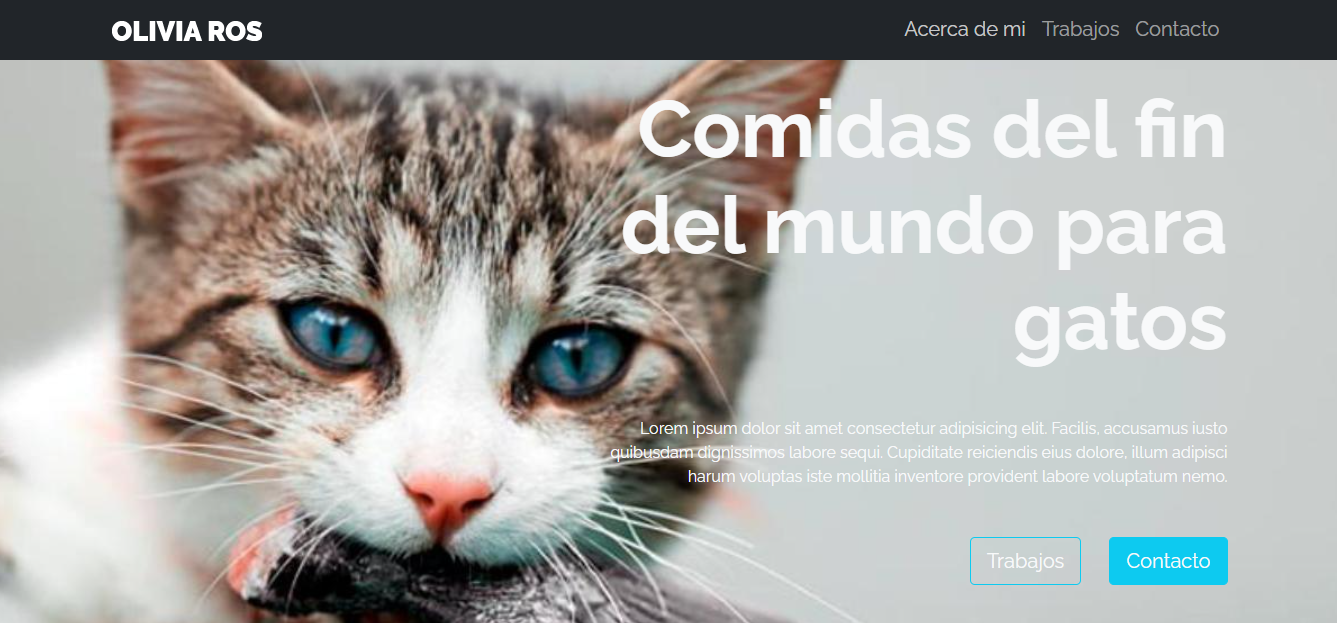 OLIVIA ROS
Acerca de mi Trabajos Contacto
Comidas del fin
del mundo para
gatos
Lorem ipsum dolor sit amet consectetur adipisicing elit. Facilis, accusamus iusto
quibusdam dignissimos labore sequi. Cupiditate reiciendis eius dolore, illum adipisci
harum voluptas iste mollitia inventore provident labore voluptatum nemo.
Trabajos Contacto